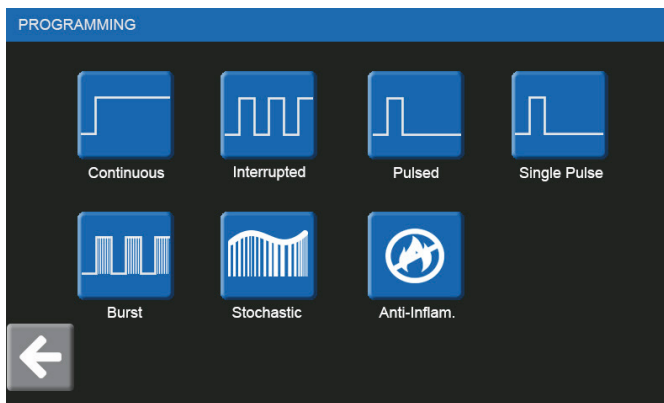 PROGRAMMING
Continuous
Interrupted
Pulsed
Single Pulse
Burst
Stochastic
Anti-Inflam.